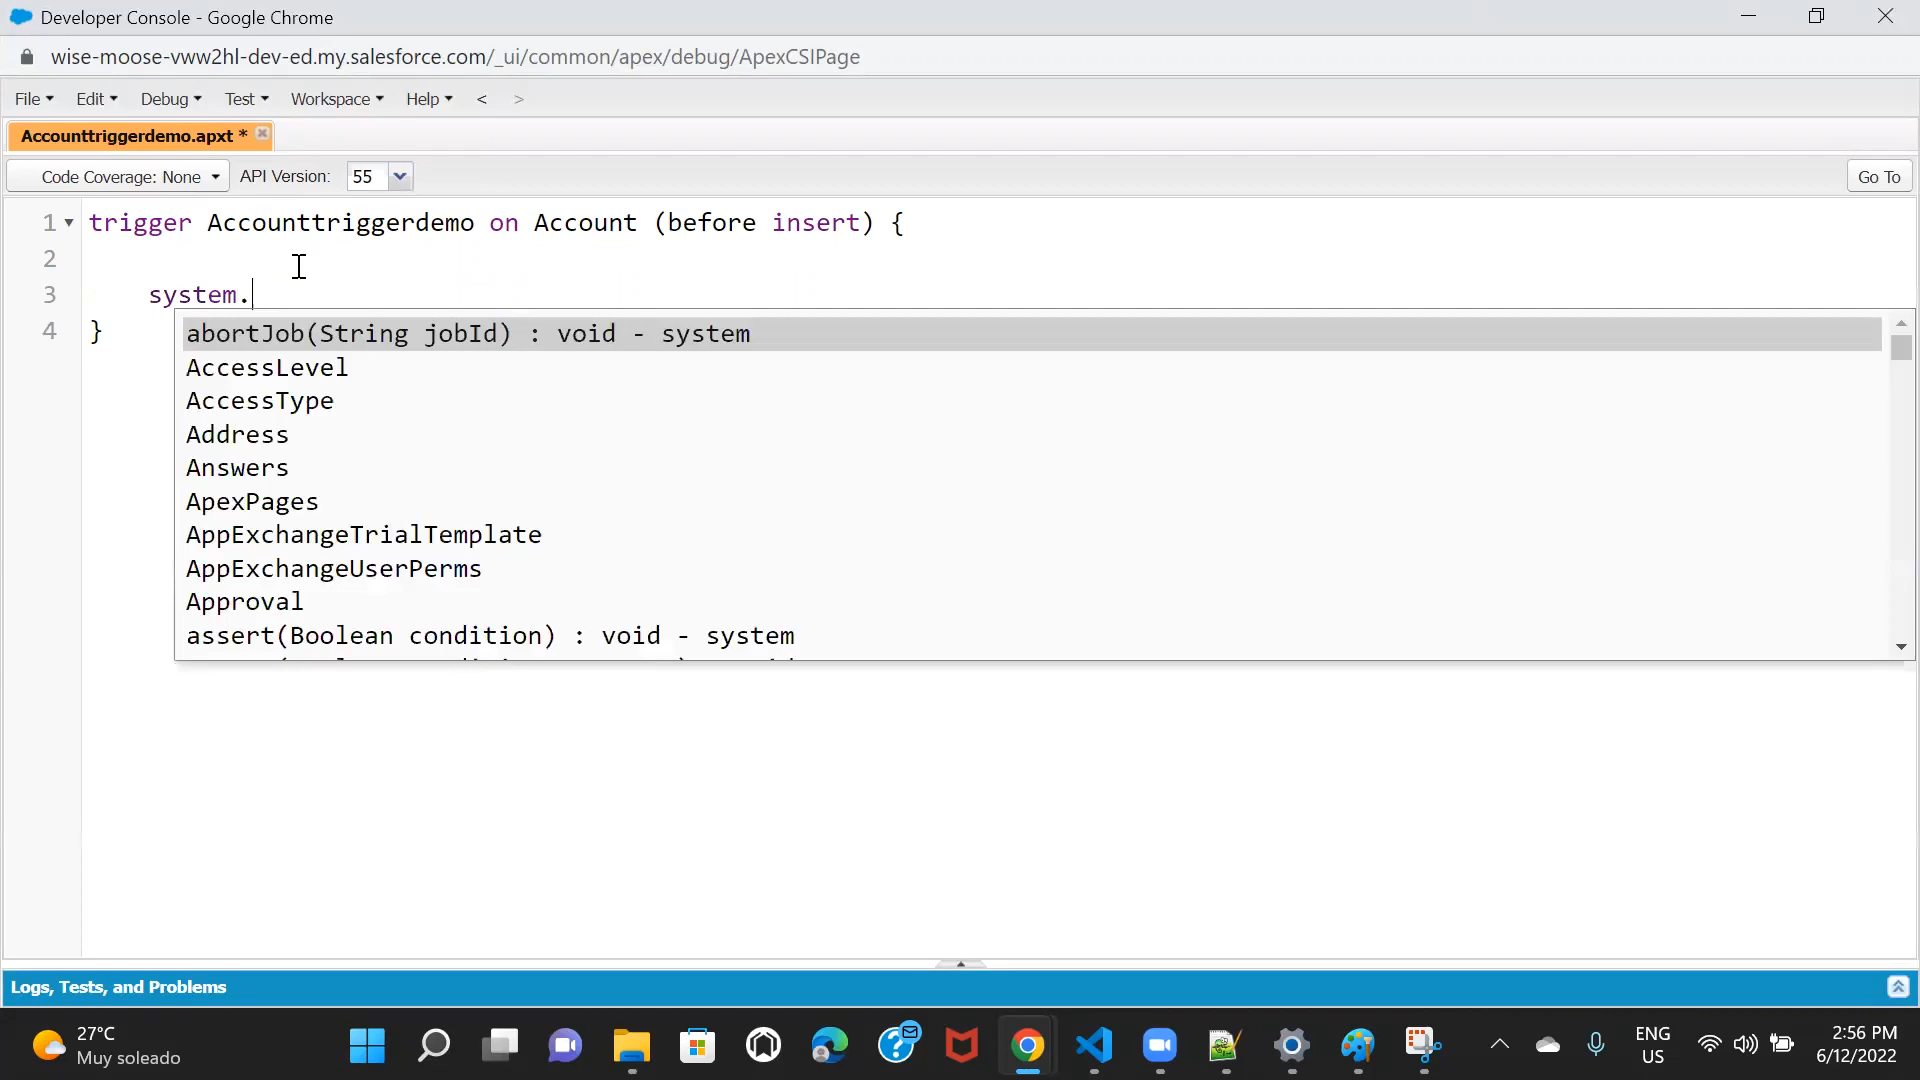 Developer Console - Google Chrome
wise-moose-vww2hl-dev-ed.my.salesforce.com/_ui/common/apex/debug/ApexCSIPage
File Edit Debug Test Workspace Help < >
Accounttriggerdemo.apxt *
Code Coverage: None API Version: 55 Go To
1 trigger Accounttriggerdemo on Account (before insert) {
2
3 system.
4 }
abortJob(String jobId) : void - system
AccessLevel
AccessType
Address
Answers
ApexPages
AppExchangeTrialTemplate
AppExchangeUserPerms
Approval
assert(Boolean condition) : void - system
Logs, Tests, and Problems
27°C
Muy soleado
ENG
US
2:56 PM
6/12/2022